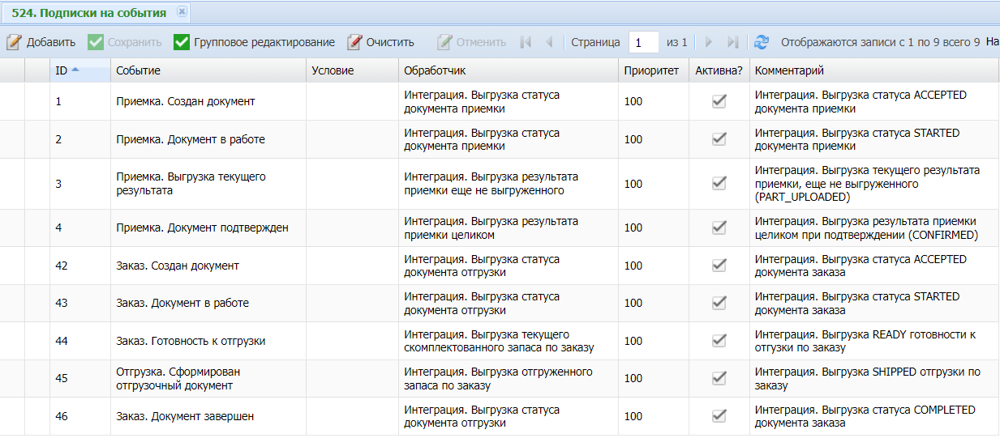 524. Подписки на события
Добавить Сохранить Групповое редактирование Очистить Отменить Страница 1 из 1 Отображаются записи с 1 по 9 всего 9 На
ID Событие Условие Обработчик Приоритет Активна? Комментарий
1 Приемка. Создан документ Интеграция. Выгрузка статуса 100 Интеграция. Выгрузка статуса ACCEPTED
документа приемки документа приемки
2 Приемка. Документ в работе Интеграция. Выгрузка статуса 100 Интеграция. Выгрузка статуса STARTED
документа приемки документа приемки
3 Приемка. Выгрузка текущего Интеграция. Выгрузка результата 100 Интеграция. Выгрузка текущего результата
результата приемки еще не выгруженного приемки, еще не выгруженного
(PART_UPLOADED)
4 Приемка. Документ подтвержден Интеграция. Выгрузка результата 100 Интеграция. Выгрузка результата приемки
приемки целиком целиком при подтверждении (CONFIRMED)
42 Заказ. Создан документ Интеграция. Выгрузка статуса 100 Интеграция. Выгрузка статуса ACCEPTED
документа отгрузки документа заказа
43 Заказ. Документ в работе Интеграция. Выгрузка статуса 100 Интеграция. Выгрузка статуса STARTED
документа отгрузки документа заказа
44 Заказ. Готовность к отгрузки Интеграция. Выгрузка текущего 100 Интеграция. Выгрузка READY готовности к
скомплектованного запаса по заказу отгузки по заказу
45 Отгрузка. Сформирован Интеграция. Выгрузка отгруженного 100 Интеграция. Выгрузка SHIPPED отгрузки по
отгрузочный документ запаса по заказу заказу
46 Заказ. Документ завершен Интеграция. Выгрузка статуса 100 Интеграция. Выгрузка статуса COMPLETED
документа отгрузки документа заказа